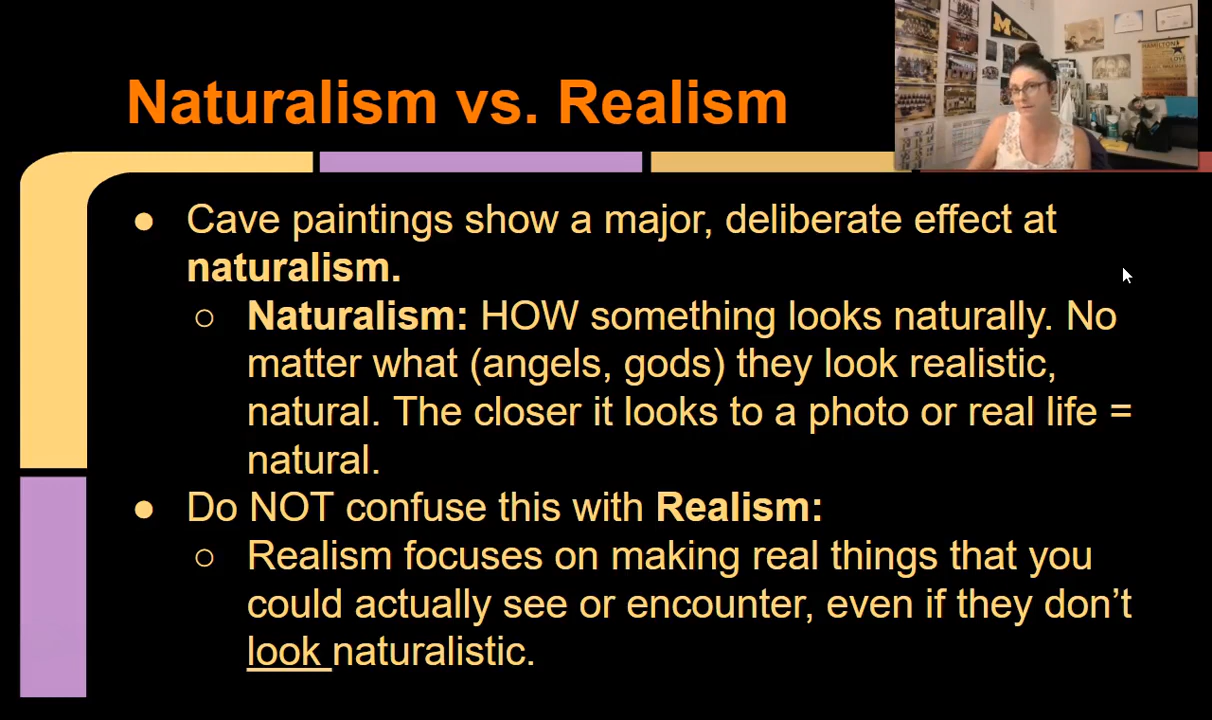 Naturalism vs. Realism
M
HAMILTON
● Cave paintings show a major, deliberate effect at
naturalism.
○ Naturalism: HOW something looks naturally. No
matter what (angels, gods) they look realistic,
natural. The closer it looks to a photo or real life =
natural.
● Do NOT confuse this with Realism:
○ Realism focuses on making real things that you
could actually see or encounter, even if they don’t
look naturalistic.